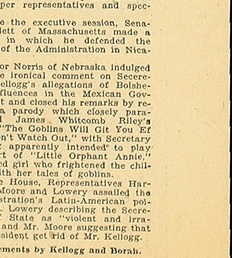 per representatives and spec-
e the executive session, Sena-
lett of Massachusetts made a
in which he defended the
of the Administration in Nica-
or Norris of Nebraska indulged
e ironical comment on Secere-
Kellogg's allegations of Bolshe-
fluences in the Mexican Gov-
t and closed his remarks by re-
a parody which closely para-
d James Whitcomb Riley's
"The Goblins Will Git You Ef
n't Watch Out," with Secretary
apparently intended to play
rt of "Little Orphant Annie,"
ed girl who frightened the chil-
ith her tales of goblins.
e House, Representatives Har-
Moore and Lowery assailed the
stration's Latin-American pol-
. Lowery describing the Secre-
f State as "violent and irra-
and Mr. Moore suggesting that
sident get rid of Mr. Kellogg.
ements by Kellogg and Borah.